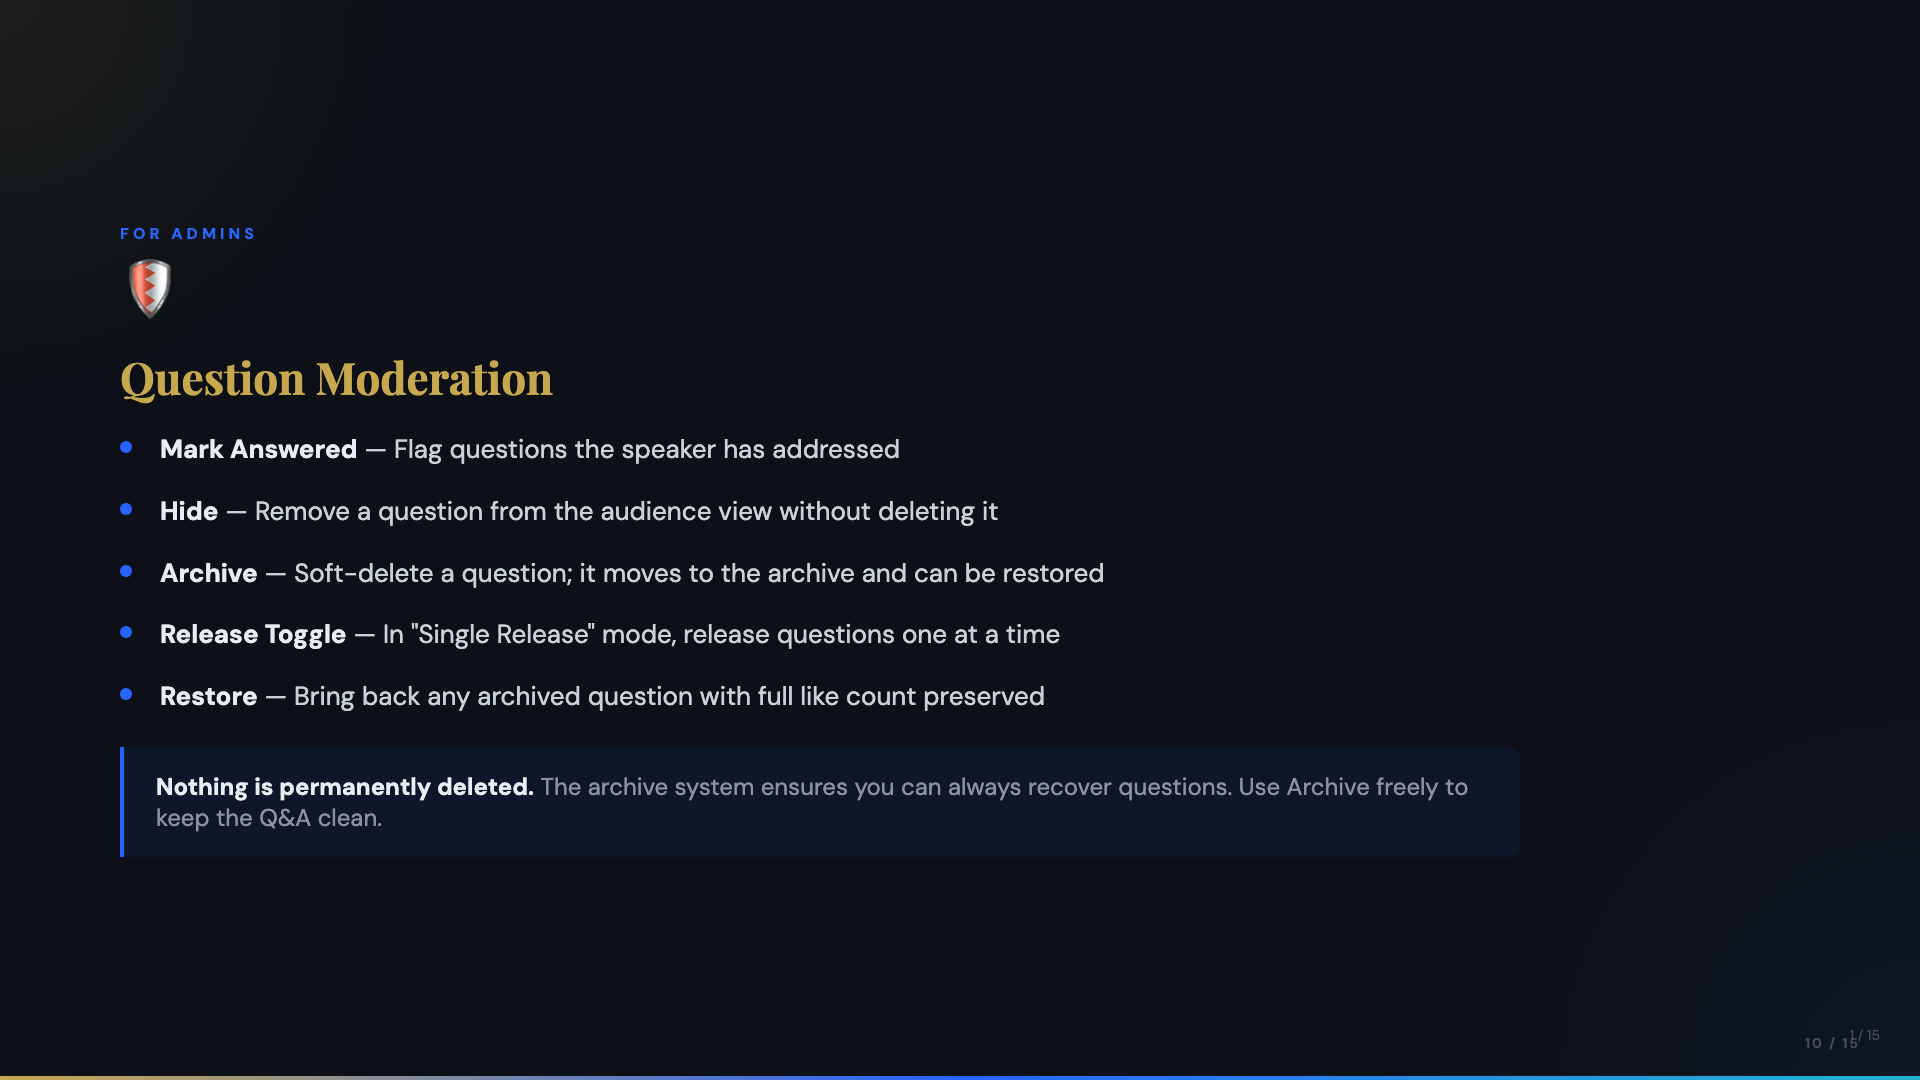 FOR ADMINS
Question Moderation
Mark Answered — Flag questions the speaker has addressed
Hide — Remove a question from the audience view without deleting it
Archive — Soft-delete a question; it moves to the archive and can be restored
Release Toggle — In "Single Release" mode, release questions one at a time
Restore — Bring back any archived question with full like count preserved
Nothing is permanently deleted. The archive system ensures you can always recover questions. Use Archive freely to
keep the Q&A clean.
1 / 15
10 / 15